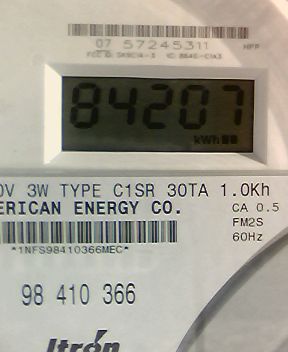 07 57245311
84207
kWh
0V 3W TYPE C1SR 30TA 1.0Kh
ERICAN ENERGY CO.
CA 0.5
FM2S
60Hz
*1NFS98410366MEC*
98 410 366
Itrón